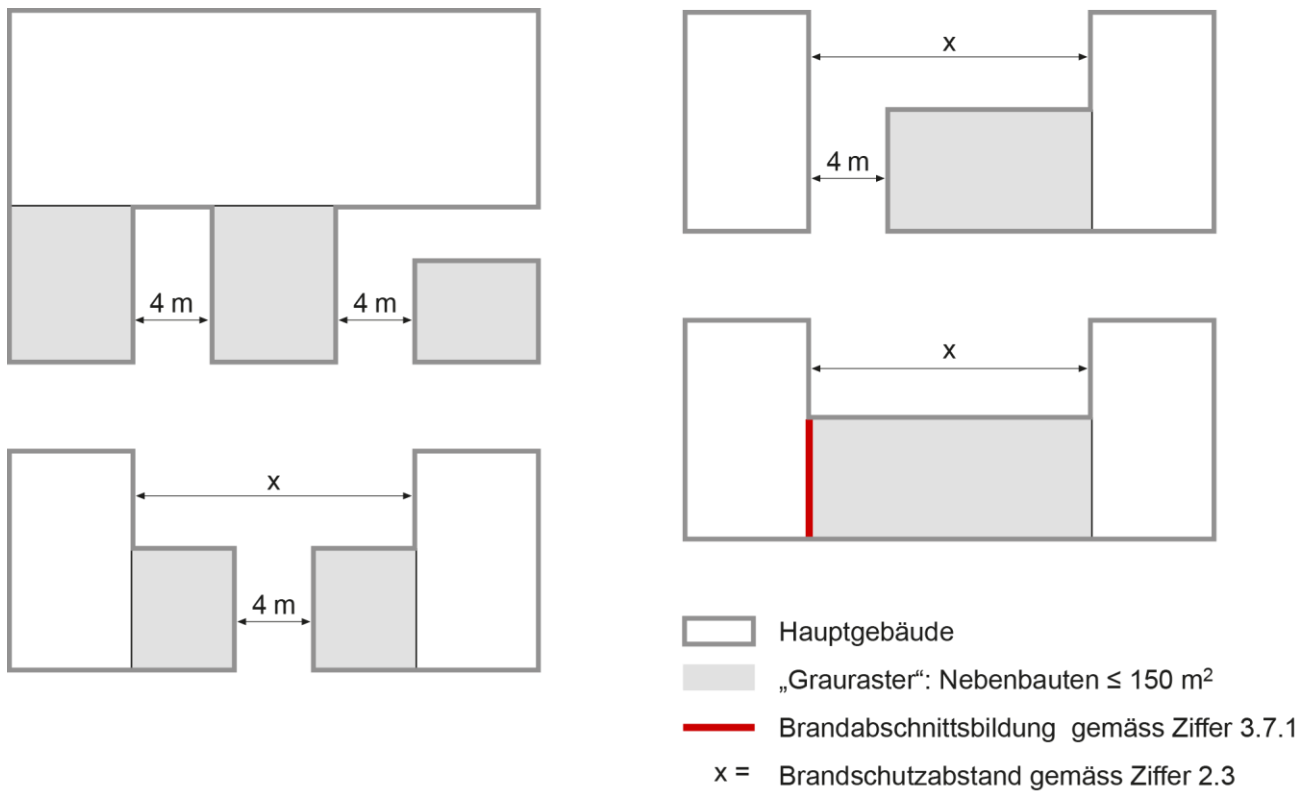 4 m
4 m
x
4 m
x
4 m
x
Hauptgebäude
„Grauraster“: Nebenbauten ≤ 150 m²
Brandabschnittsbildung gemäss Ziffer 3.7.1
x = Brandschutzabstand gemäss Ziffer 2.3